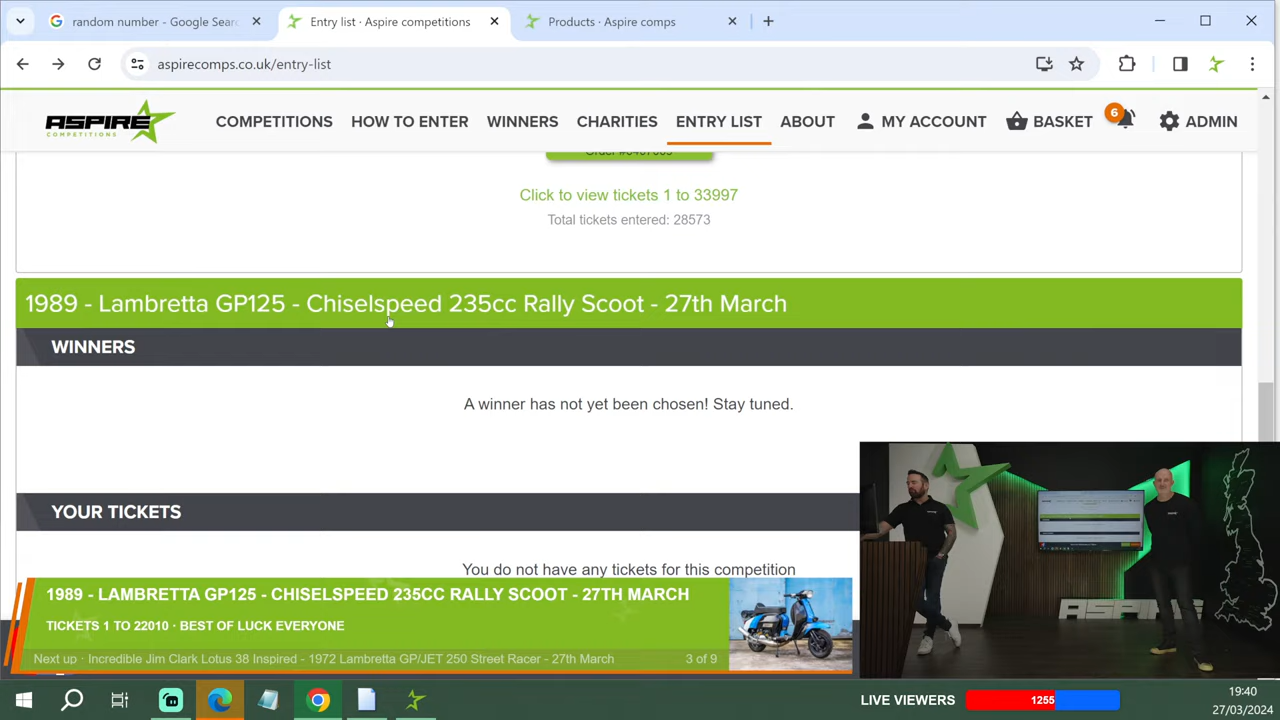 random number - Google Searc
Entry list · Aspire competitions
Products · Aspire comps
aspirecomps.co.uk/entry-list
ASPIRE
COMPETITIONS
COMPETITIONS
HOW TO ENTER
WINNERS
CHARITIES
ENTRY LIST
ABOUT
MY ACCOUNT
BASKET
6
ADMIN
Click to view tickets 1 to 33997
Total tickets entered: 28573
1989 - Lambretta GP125 - Chiselspeed 235cc Rally Scoot - 27th March
WINNERS
A winner has not yet been chosen! Stay tuned.
YOUR TICKETS
You do not have any tickets for this competition
1989 - LAMBRETTA GP125 - CHISELSPEED 235CC RALLY SCOOT - 27TH MARCH
TICKETS 1 TO 22010 · BEST OF LUCK EVERYONE
Next up · Incredible Jim Clark Lotus 38 Inspired - 1972 Lambretta GP/JET 250 Street Racer - 27th March
3 of 9
ASPIRE
LIVE VIEWERS
1255
19:40
27/03/2024